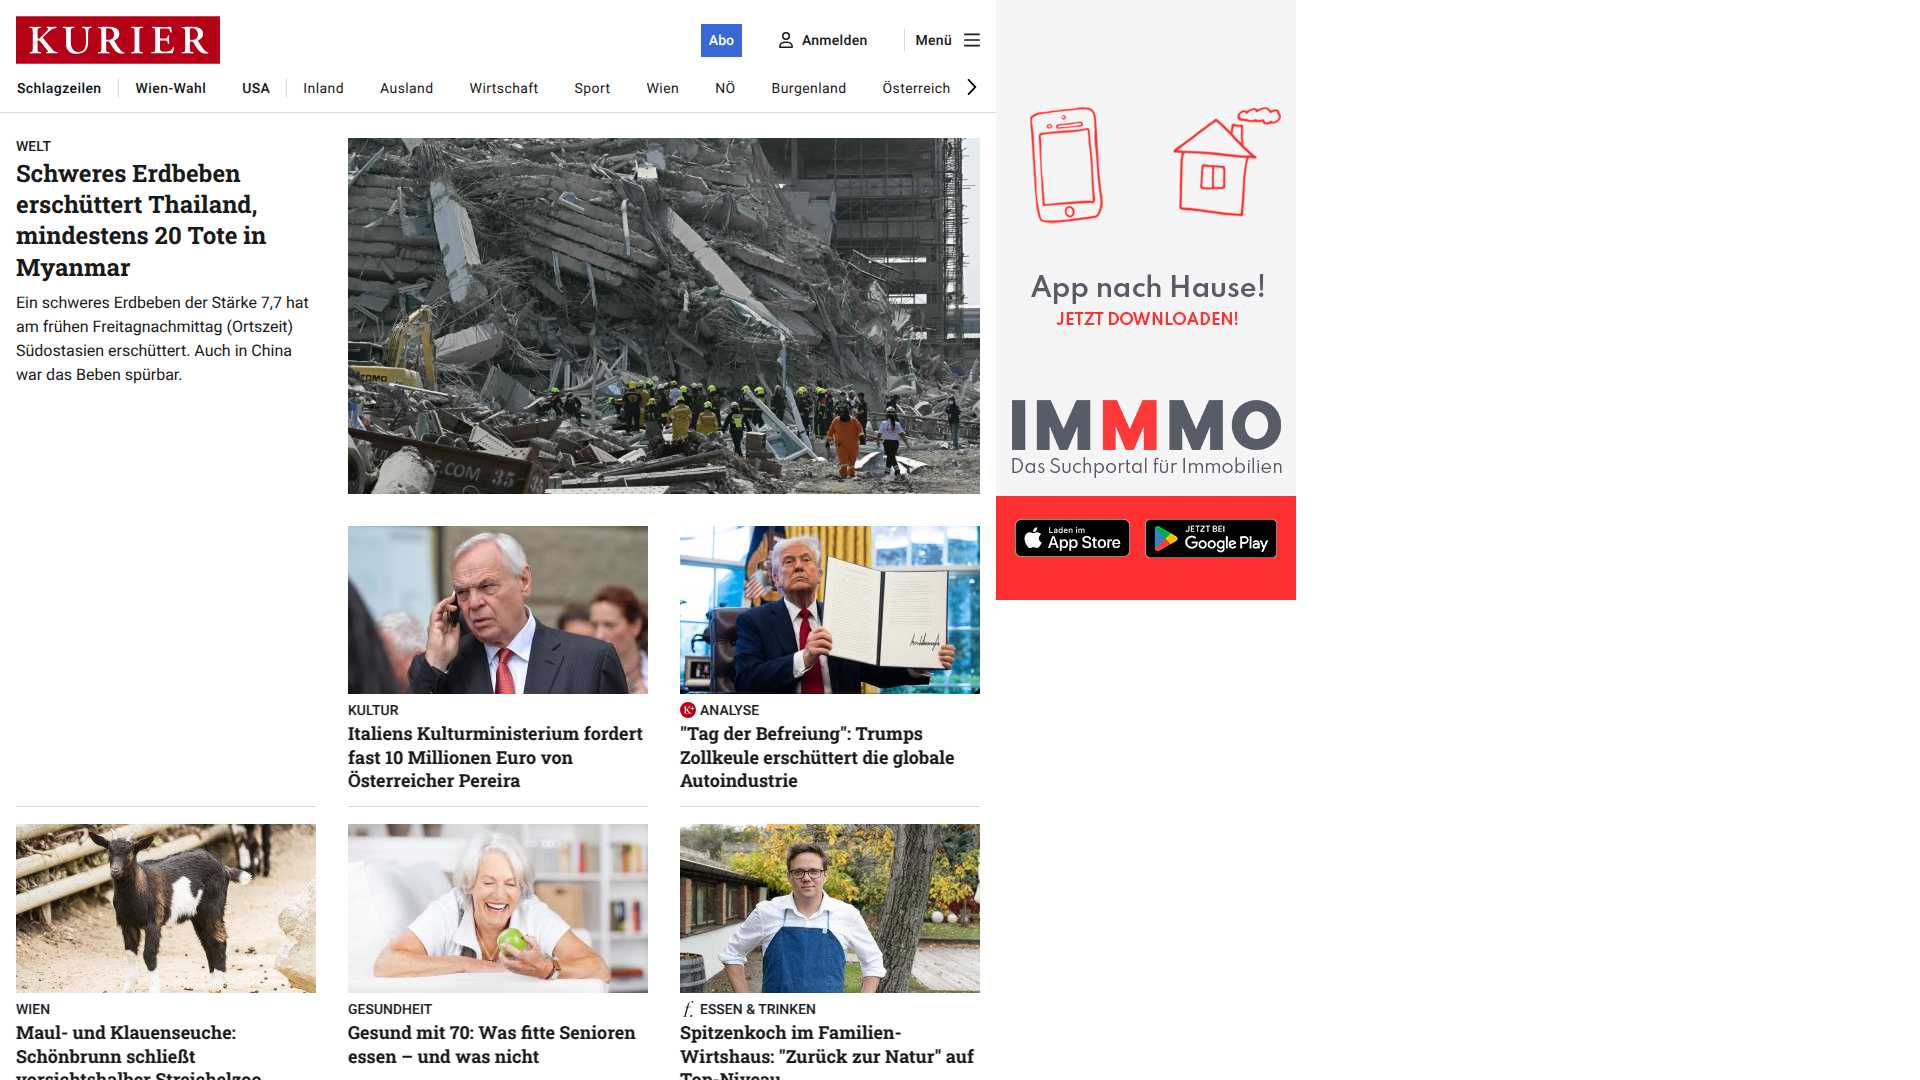 KURIER
Abo
Anmelden
Menü
Schlagzeilen
Wien-Wahl
USA
Inland
Ausland
Wirtschaft
Sport
Wien
NÖ
Burgenland
Österreich
WELT
Schweres Erdbeben
erschüttert Thailand,
mindestens 20 Tote in
Myanmar
Ein schweres Erdbeben der Stärke 7,7 hat
am frühen Freitagnachmittag (Ortszeit)
Südostasien erschüttert. Auch in China
war das Beben spürbar.
KULTUR
Italiens Kulturministerium fordert
fast 10 Millionen Euro von
Österreicher Pereira
K+ ANALYSE
"Tag der Befreiung": Trumps
Zollkeule erschüttert die globale
Autoindustrie
WIEN
Maul- und Klauenseuche:
Schönbrunn schließt
vorsichtshalber Streichelzoo
GESUNDHEIT
Gesund mit 70: Was fitte Senioren
essen – und was nicht
f. ESSEN & TRINKEN
Spitzenkoch im Familien-
Wirtshaus: "Zurück zur Natur" auf
Top-Niveau
App nach Hause!
JETZT DOWNLOADEN!
IMMMO
Das Suchportal für Immobilien
Laden im
App Store
JETZT BEI
Google Play